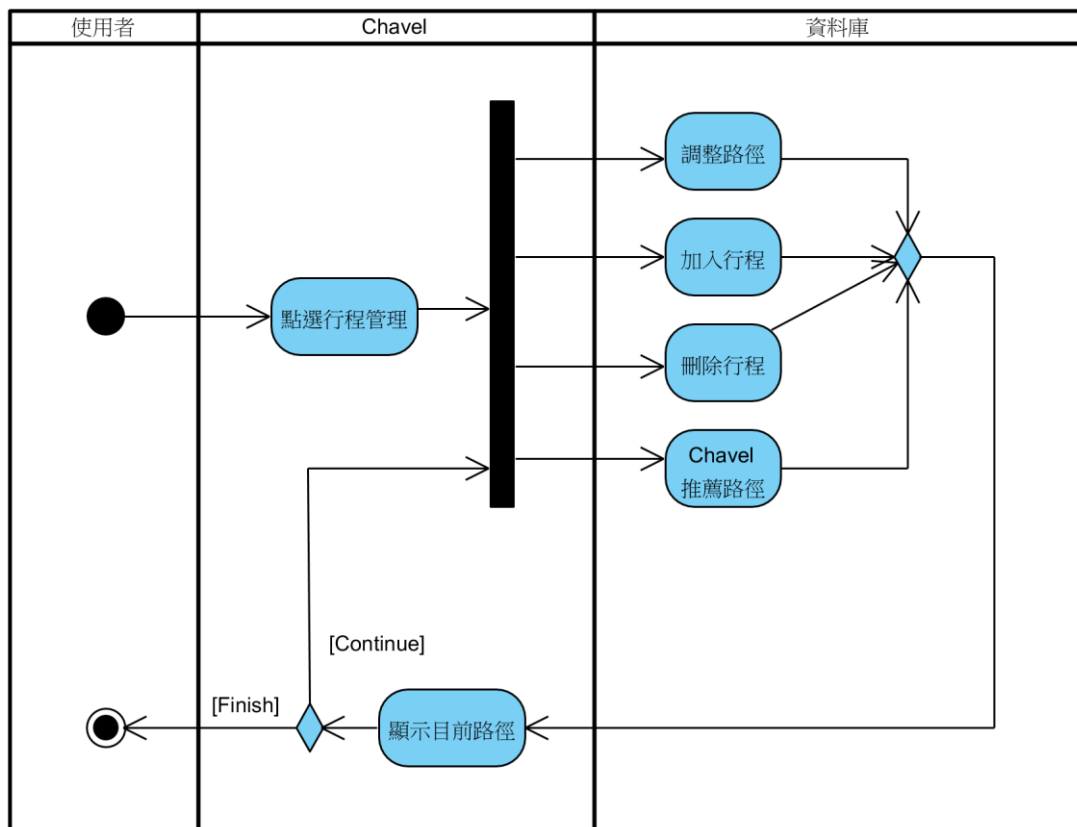 使用者
Chavel
資料庫
調整路徑
加入行程
點選行程管理
刪除行程
Chavel
推薦路徑
[Continue]
[Finish]
顯示目前路徑